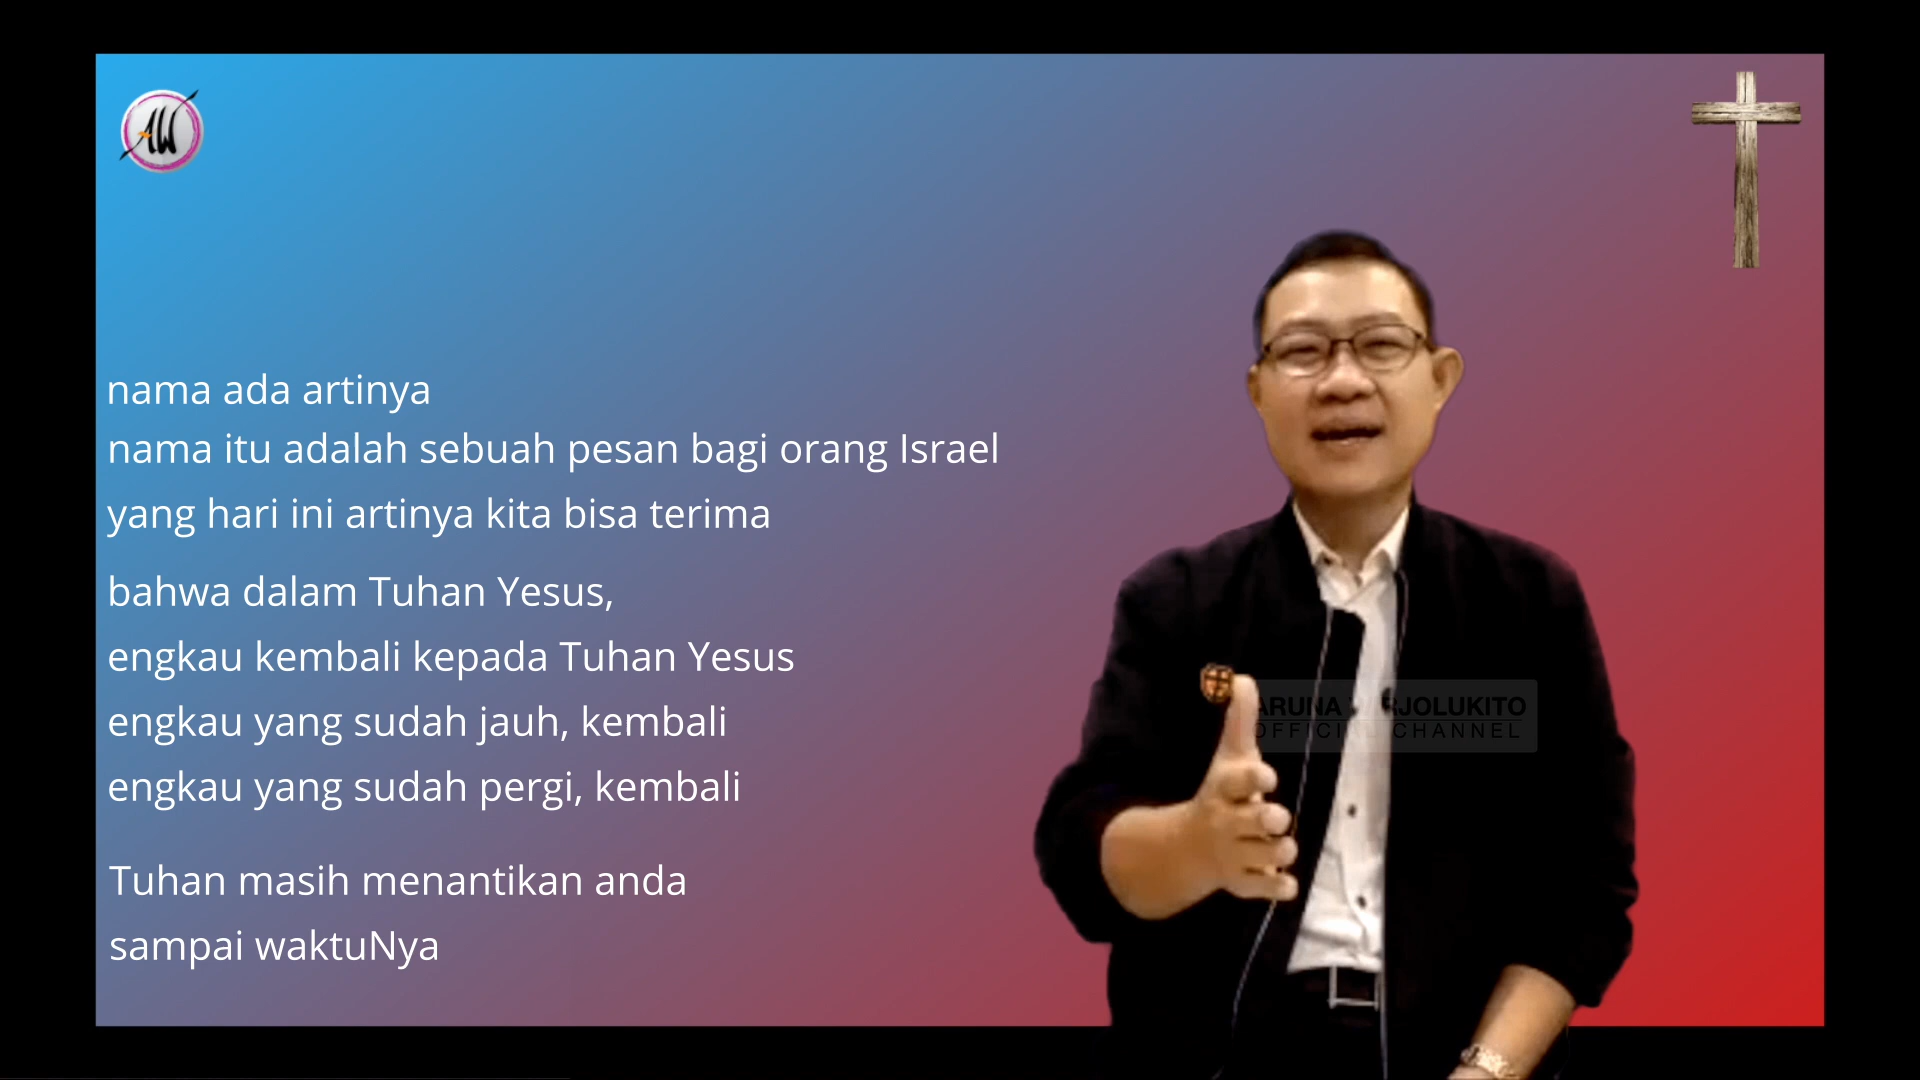 AW
nama ada artinya
nama itu adalah sebuah pesan bagi orang Israel
yang hari ini artinya kita bisa terima
bahwa dalam Tuhan Yesus,
engkau kembali kepada Tuhan Yesus
engkau yang sudah jauh, kembali
engkau yang sudah pergi, kembali
Tuhan masih menantikan anda
sampai waktuNya
ARUNA
CHANNEL